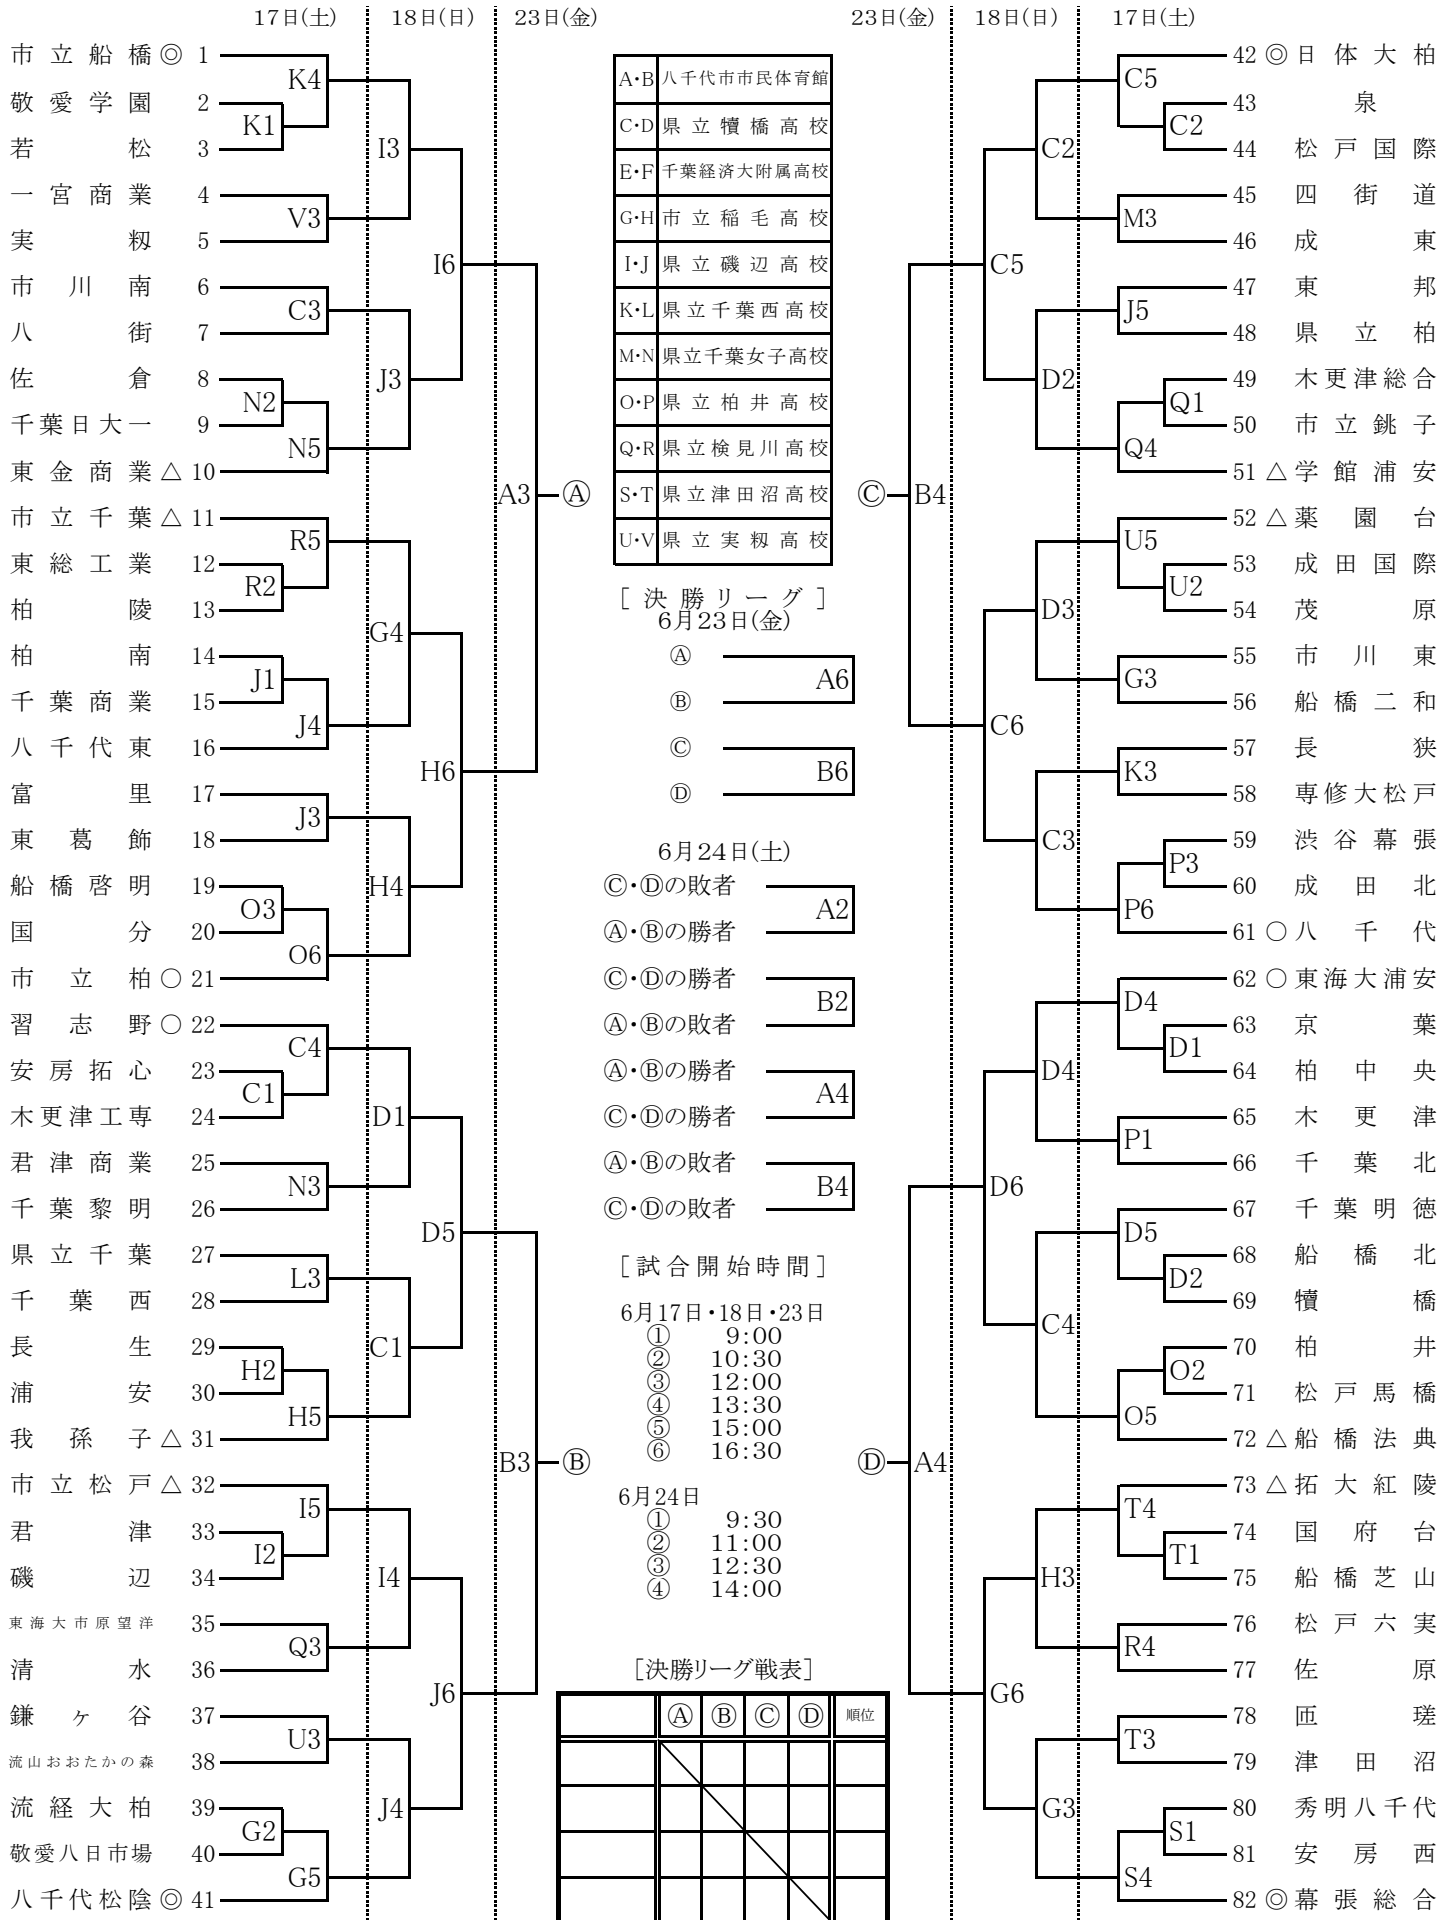 17日(土) 18日(日) 23日(金)
市立船橋◎ 1
敬愛学園 2
若松 3
一宮商業 4
実籾 5
市川南 6
八街 7
佐倉 8
千葉日大一 9
東金商業△ 10
市立千葉△ 11
東総工業 12
柏陵 13
柏南 14
千葉商業 15
八千代東 16
富里 17
東葛飾 18
船橋啓明 19
国分 20
市立柏○ 21
習志野○ 22
安房拓心 23
木更津工専 24
君津商業 25
千葉黎明 26
県立千葉 27
千葉西 28
長生 29
浦安 30
我孫子△ 31
市立松戸△ 32
君津 33
磯辺 34
東海大市原望洋 35
清水 36
鎌ヶ谷 37
流山おおたかの森 38
流経大柏 39
敬愛八日市場 40
八千代松陰◎ 41
K4
K1
V3
C3
N2
N5
R5
R2
J1
J4
J3
O3
O6
C4
C1
N3
L3
H2
H5
I5
I2
Q3
U3
G2
G5
I3
J3
G4
H4
D1
C1
I4
J4
I6
H6
D5
J6
A3 Ⓐ
B3 Ⓑ
A・B 八千代市市民体育館
C・D 県立犢橋高校
E・F 千葉経済大附属高校
G・H 市立稲毛高校
I・J 県立磯辺高校
K・L 県立千葉西高校
M・N 県立千葉女子高校
O・P 県立柏井高校
Q・R 県立検見川高校
S・T 県立津田沼高校
U・V 県立実籾高校
[決勝リーグ]
6月23日(金)
Ⓐ
A6
Ⓑ
Ⓒ
B6
Ⓓ
6月24日(土)
Ⓒ・Ⓓの敗者
A2
Ⓐ・Ⓑの勝者
Ⓒ・Ⓓの勝者
B2
Ⓐ・Ⓑの敗者
Ⓐ・Ⓑの勝者
A4
Ⓒ・Ⓓの勝者
Ⓐ・Ⓑの敗者
B4
Ⓒ・Ⓓの敗者
[試合開始時間]
6月17日・18日・23日
① 9:00
② 10:30
③ 12:00
④ 13:30
⑤ 15:00
⑥ 16:30
6月24日
① 9:30
② 11:00
③ 12:30
④ 14:00
[決勝リーグ戦表]
Ⓐ Ⓑ Ⓒ Ⓓ 順位
23日(金) 18日(日) 17日(土)
Ⓒ B4
Ⓓ A4
C5
C6
D6
G6
C2
D2
D3
C3
D4
C4
H3
G3
C5
C2
M3
J5
Q1
Q4
U5
U2
G3
K3
P3
P6
D4
D1
P1
D5
D2
O2
O5
T4
T1
R4
T3
S1
S4
42 ◎日体大柏
43 泉
44 松戸国際
45 四街道
46 成東
47 東邦
48 県立柏
49 木更津総合
50 市立銚子
51 △学館浦安
52 △薬園台
53 成田国際
54 茂原
55 市川東
56 船橋二和
57 長狭
58 専修大松戸
59 渋谷幕張
60 成田北
61 ○八千代
62 ○東海大浦安
63 京葉
64 柏中央
65 木更津
66 千葉北
67 千葉明徳
68 船橋北
69 犢橋
70 柏井
71 松戸馬橋
72 △船橋法典
73 △拓大紅陵
74 国府台
75 船橋芝山
76 松戸六実
77 佐原
78 匝瑳
79 津田沼
80 秀明八千代
81 安房西
82 ◎幕張総合